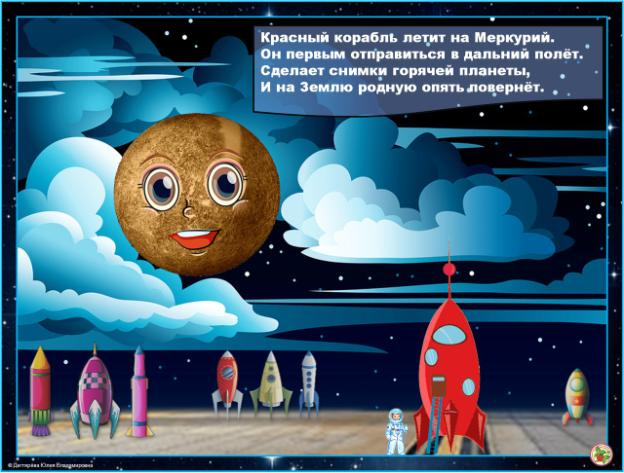 Красный корабль летит на Меркурий.
Он первым отправиться в дальний полёт.
Сделает снимки горячей планеты,
И на Землю родную опять повернёт.
© Дегтярёва Юлия Владимировна